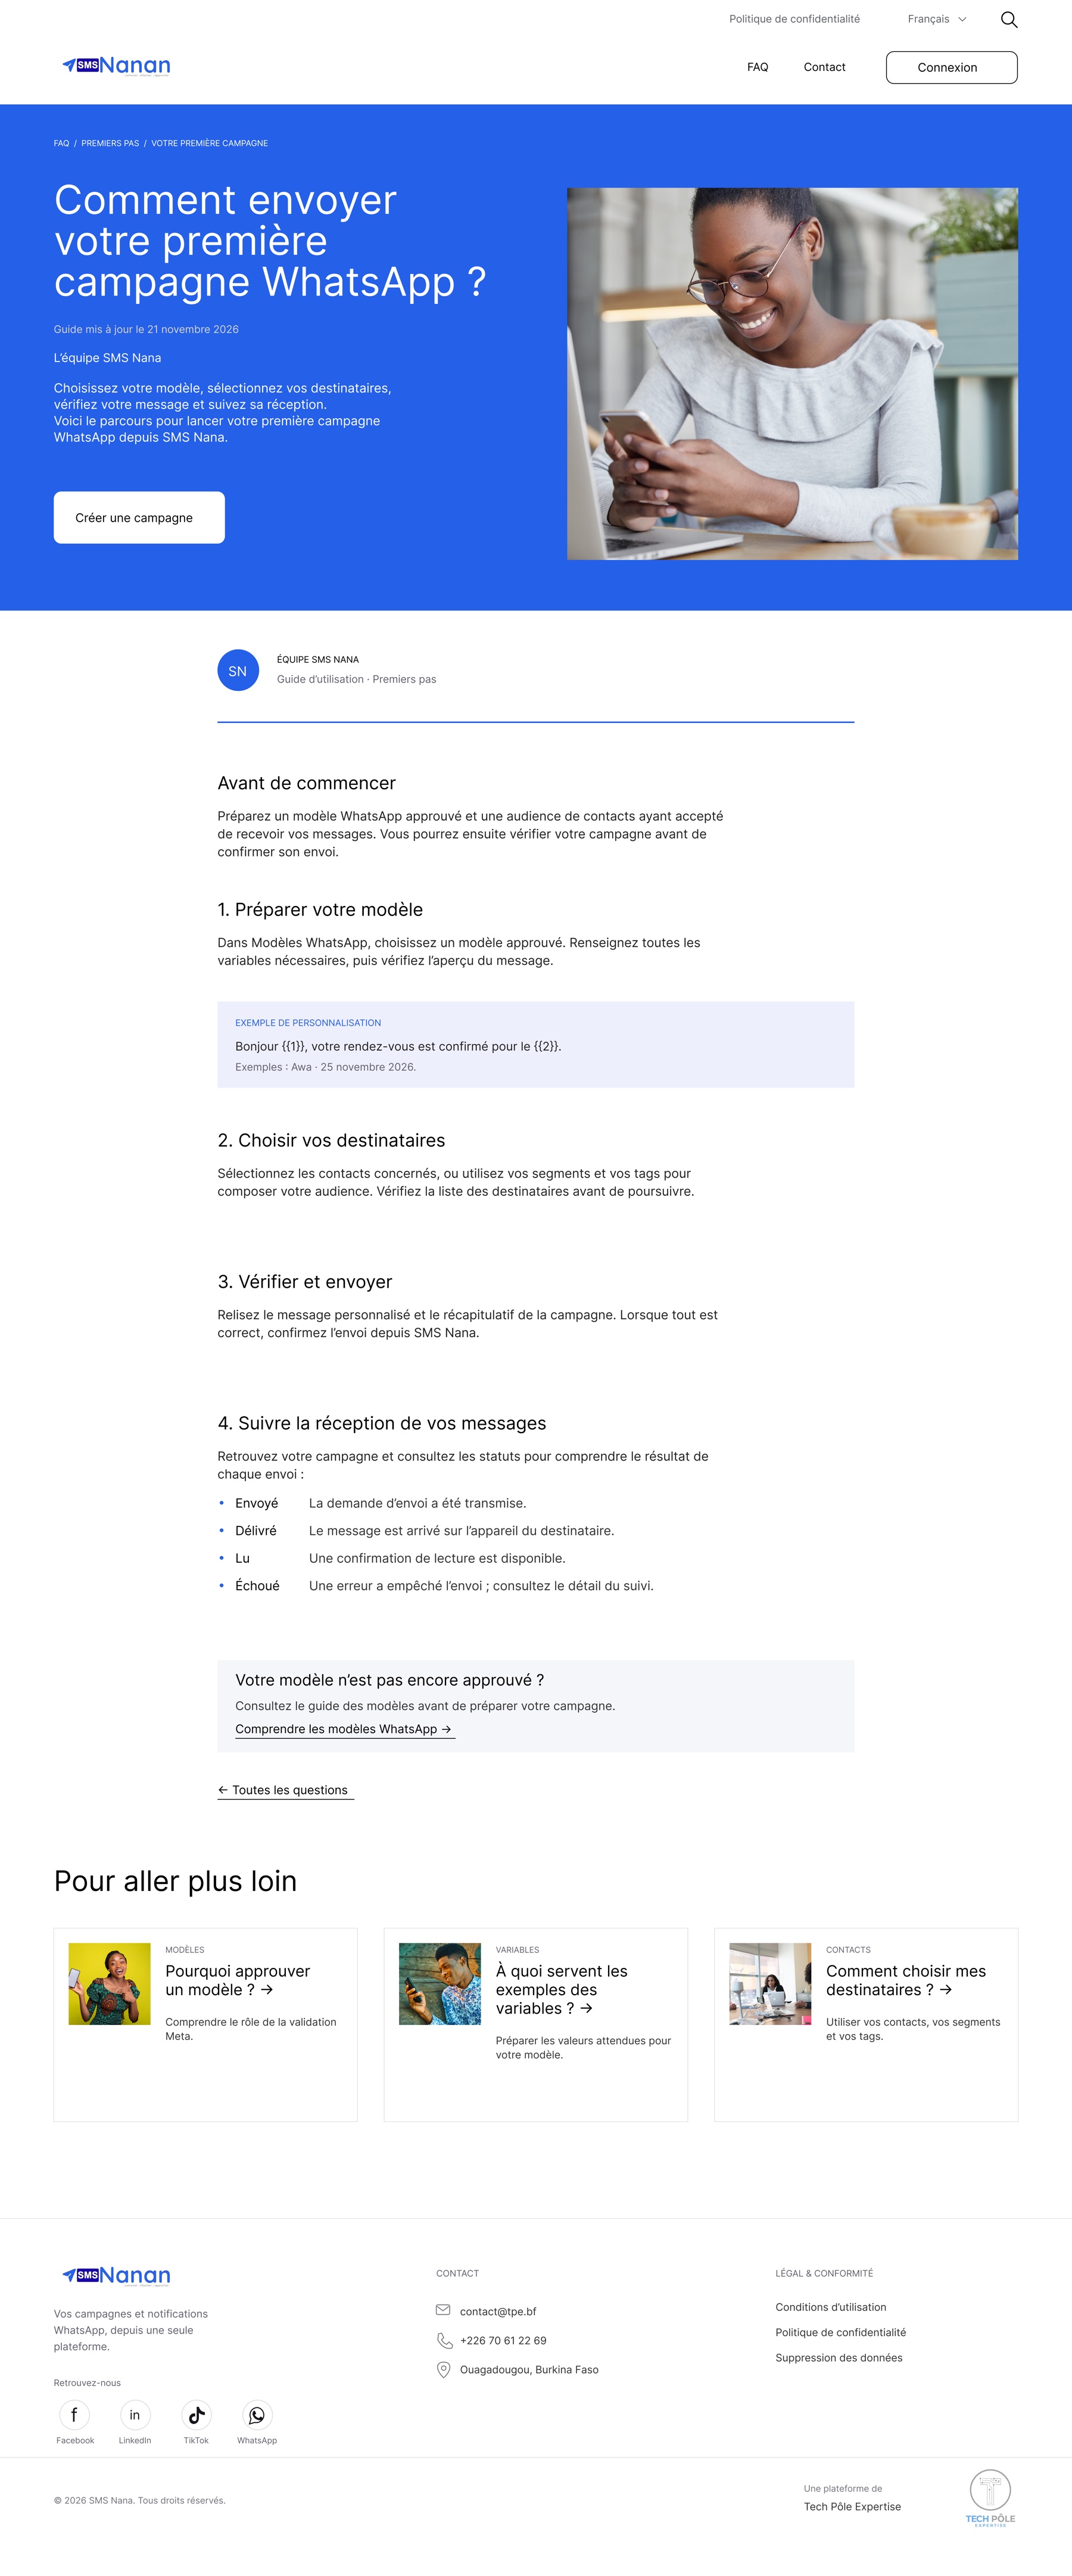 Politique de confidentialité
Français
SMS Nanan
FAQ
Contact
Connexion
FAQ / PREMIERS PAS / VOTRE PREMIÈRE CAMPAGNE
Comment envoyer
votre première
campagne WhatsApp ?
Guide mis à jour le 21 novembre 2026
L’équipe SMS Nana
Choisissez votre modèle, sélectionnez vos destinataires,
vérifiez votre message et suivez sa réception.
Voici le parcours pour lancer votre première campagne
WhatsApp depuis SMS Nana.
Créer une campagne
SN
ÉQUIPE SMS NANA
Guide d’utilisation · Premiers pas
Avant de commencer
Préparez un modèle WhatsApp approuvé et une audience de contacts ayant accepté
de recevoir vos messages. Vous pourrez ensuite vérifier votre campagne avant de
confirmer son envoi.
1. Préparer votre modèle
Dans Modèles WhatsApp, choisissez un modèle approuvé. Renseignez toutes les
variables nécessaires, puis vérifiez l’aperçu du message.
EXEMPLE DE PERSONNALISATION
Bonjour {{1}}, votre rendez-vous est confirmé pour le {{2}}.
Exemples : Awa · 25 novembre 2026.
2. Choisir vos destinataires
Sélectionnez les contacts concernés, ou utilisez vos segments et vos tags pour
composer votre audience. Vérifiez la liste des destinataires avant de poursuivre.
3. Vérifier et envoyer
Relisez le message personnalisé et le récapitulatif de la campagne. Lorsque tout est
correct, confirmez l’envoi depuis SMS Nana.
4. Suivre la réception de vos messages
Retrouvez votre campagne et consultez les statuts pour comprendre le résultat de
chaque envoi :
• Envoyé La demande d’envoi a été transmise.
• Délivré Le message est arrivé sur l’appareil du destinataire.
• Lu Une confirmation de lecture est disponible.
• Échoué Une erreur a empêché l’envoi ; consultez le détail du suivi.
Votre modèle n’est pas encore approuvé ?
Consultez le guide des modèles avant de préparer votre campagne.
Comprendre les modèles WhatsApp →
← Toutes les questions
Pour aller plus loin
MODÈLES
Pourquoi approuver
un modèle ? →
Comprendre le rôle de la validation
Meta.
VARIABLES
À quoi servent les
exemples des
variables ? →
Préparer les valeurs attendues pour
votre modèle.
CONTACTS
Comment choisir mes
destinataires ? →
Utiliser vos contacts, vos segments
et vos tags.
SMS Nanan
Vos campagnes et notifications
WhatsApp, depuis une seule
plateforme.
Retrouvez-nous
f
in
Facebook
LinkedIn
TikTok
WhatsApp
CONTACT
contact@tpe.bf
+226 70 61 22 69
Ouagadougou, Burkina Faso
LÉGAL & CONFORMITÉ
Conditions d’utilisation
Politique de confidentialité
Suppression des données
© 2026 SMS Nana. Tous droits réservés.
Une plateforme de
Tech Pôle Expertise
TECH PÔLE
EXPERTISE